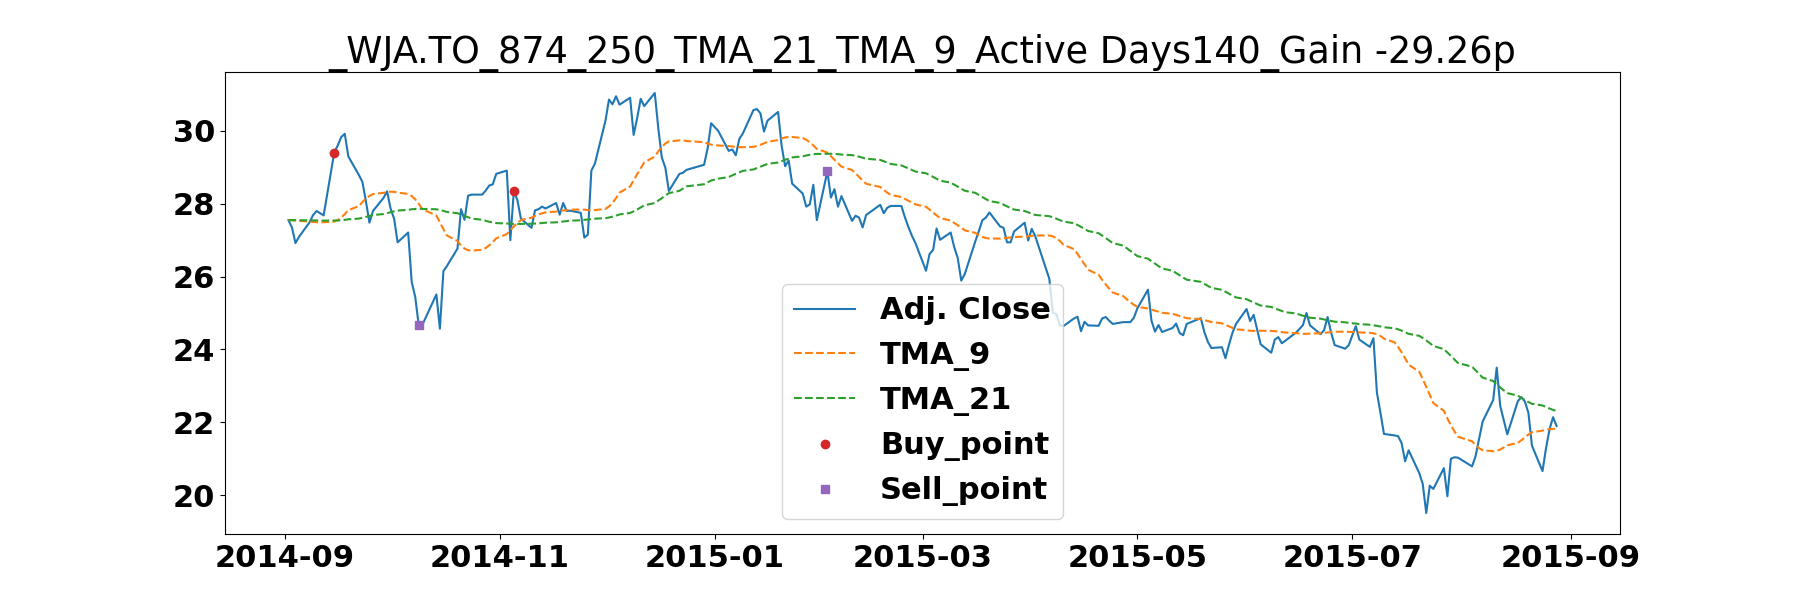 _WJA.TO_874_250_TMA_21_TMA_9_Active Days140_Gain -29.26p
30
28
26
24
22
20
Adj. Close
TMA_9
TMA_21
Buy_point
Sell_point
2014-09 2014-11 2015-01 2015-03 2015-05 2015-07 2015-09